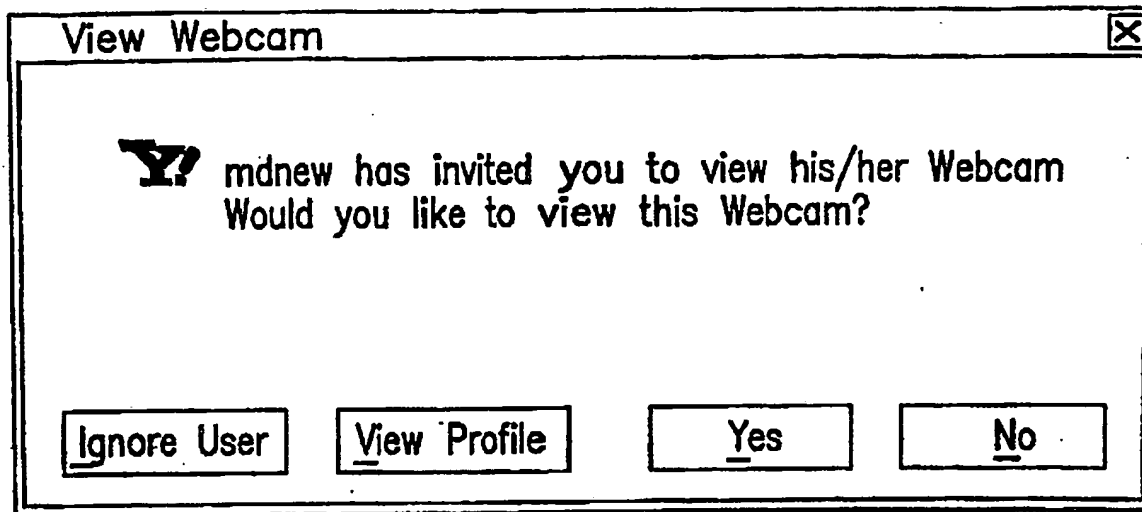 View Webcam
Y! mdnew has invited you to view his/her Webcam
Would you like to view this Webcam?
Ignore User View Profile Yes No